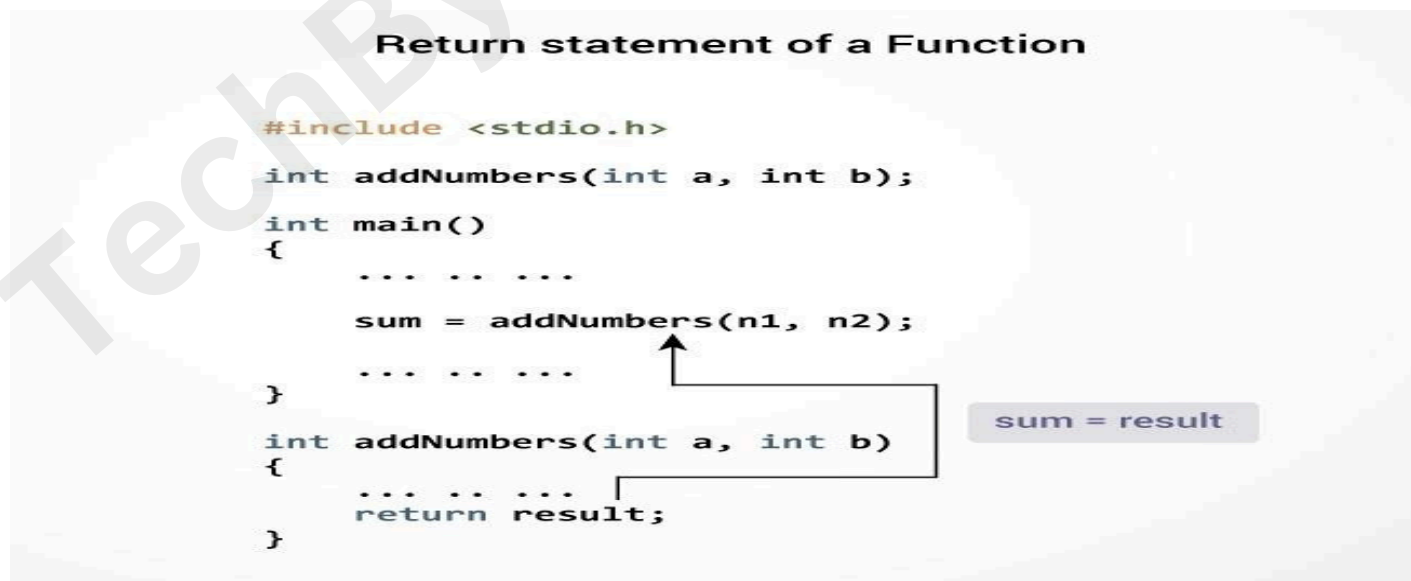 Return statement of a Function
#include <stdio.h>
int addNumbers(int a, int b);
int main()
{
... .. ...
sum = addNumbers(n1, n2);
... .. ...
}
sum = result
int addNumbers(int a, int b)
{
... .. ...
return result;
}